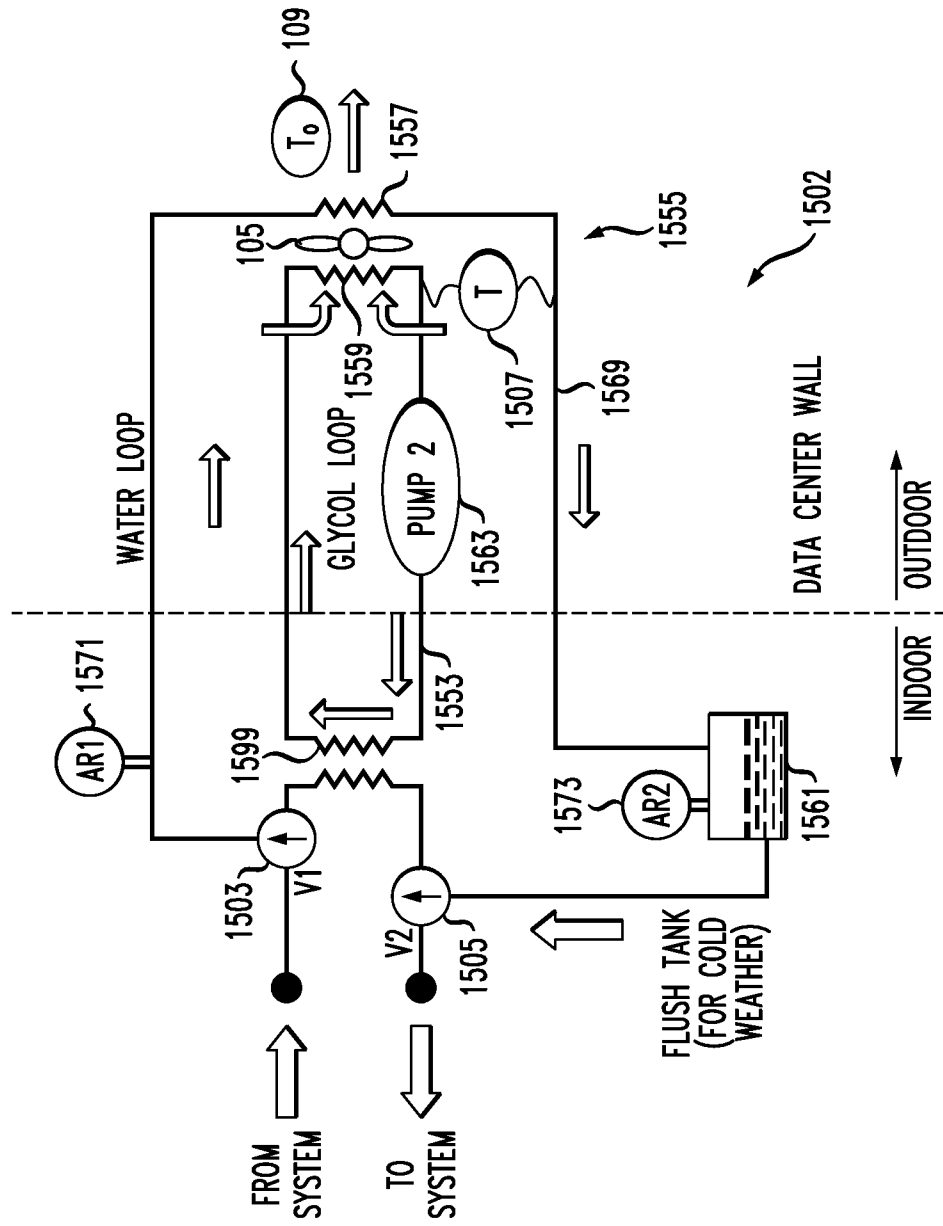 FROM
SYSTEM
TO
SYSTEM
V1
1503
V2
1505
AR1
1571
1599
1553
WATER LOOP
GLYCOL LOOP
PUMP 2
1563
1559
105
T₀
109
1557
T
1507
1555
1502
1569
AR2
1573
1561
FLUSH TANK
(FOR COLD
WEATHER)
DATA CENTER WALL
INDOOR
OUTDOOR